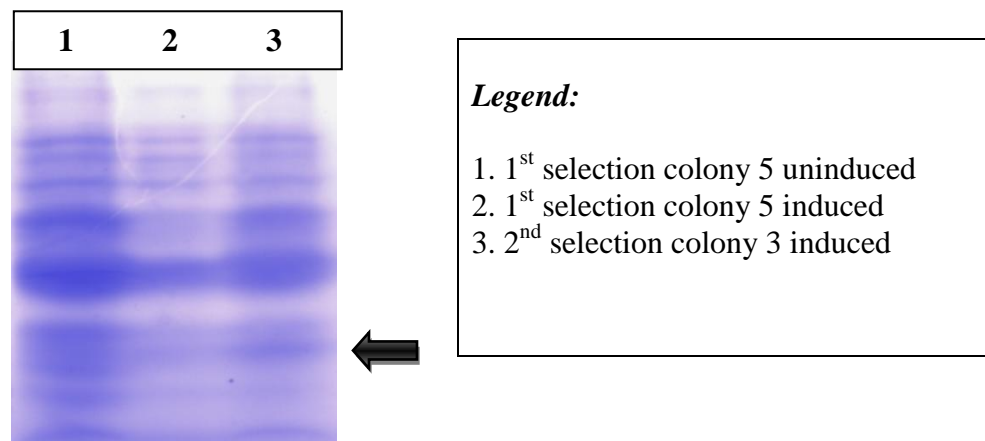 1 2 3
Legend:
1. 1st selection colony 5 uninduced
2. 1st selection colony 5 induced
3. 2nd selection colony 3 induced